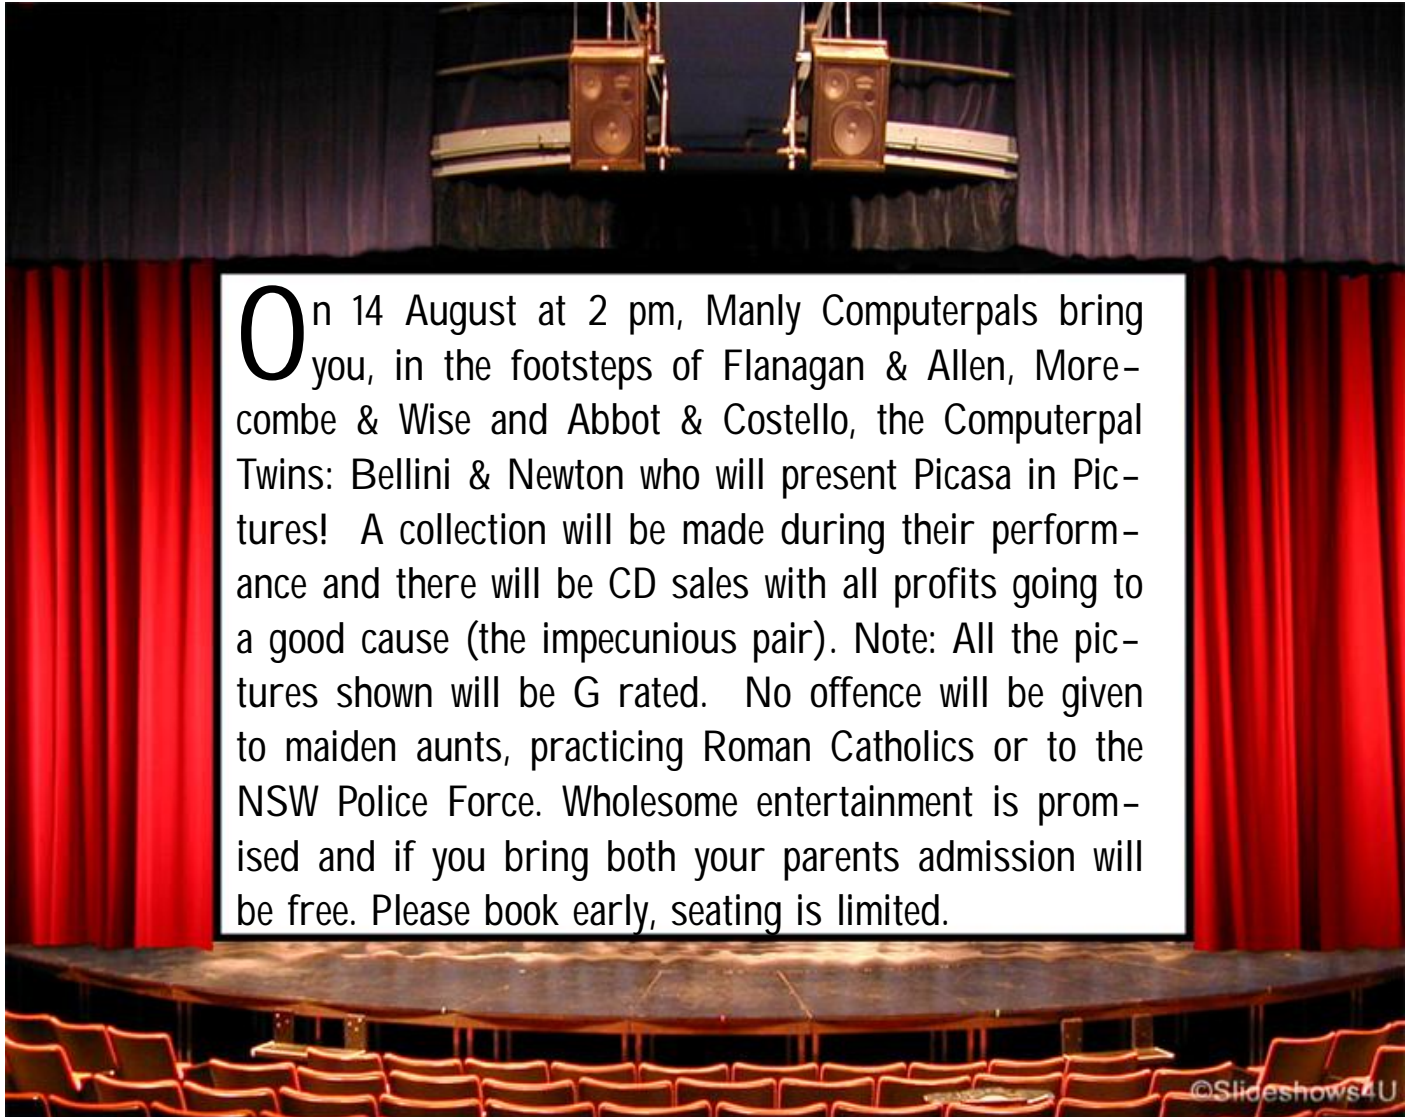 On 14 August at 2 pm, Manly Computerpals bring
you, in the footsteps of Flanagan & Allen, More-
combe & Wise and Abbot & Costello, the Computerpal
Twins: Bellini & Newton who will present Picasa in Pic-
tures!  A collection will be made during their perform-
ance and there will be CD sales with all profits going to
a good cause (the impecunious pair). Note: All the pic-
tures shown will be G rated.  No offence will be given
to maiden aunts, practicing Roman Catholics or to the
NSW Police Force. Wholesome entertainment is prom-
ised and if you bring both your parents admission will
be free. Please book early, seating is limited.
©Slideshows4U